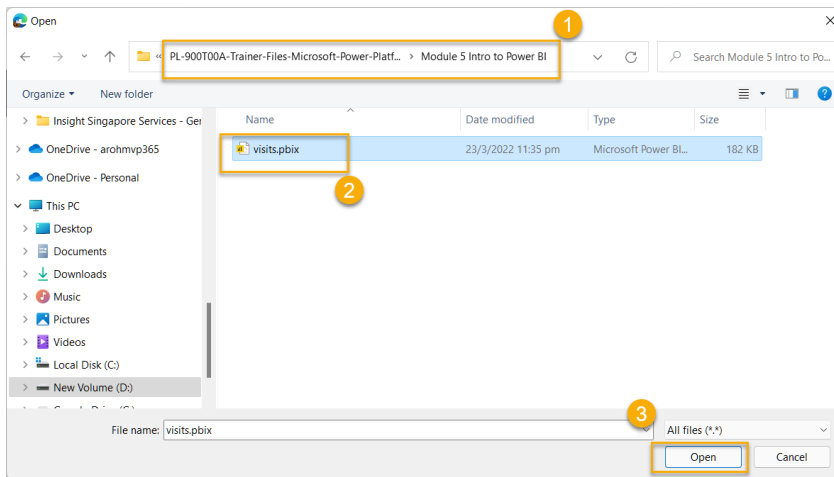 Open
1
« PL-900T00A-Trainer-Files-Microsoft-Power-Platf... > Module 5 Intro to Power BI
Search Module 5 Intro to Po...
Organize
New folder
Insight Singapore Services - Ger
OneDrive - arohmvp365
OneDrive - Personal
This PC
Desktop
Documents
Downloads
Music
Pictures
Videos
Local Disk (C:)
New Volume (D:)
Name
Date modified
Type
Size
visits.pbix
23/3/2022 11:35 pm
Microsoft Power BI...
182 KB
2
3
File name:
visits.pbix
All files (*.*)
Open
Cancel